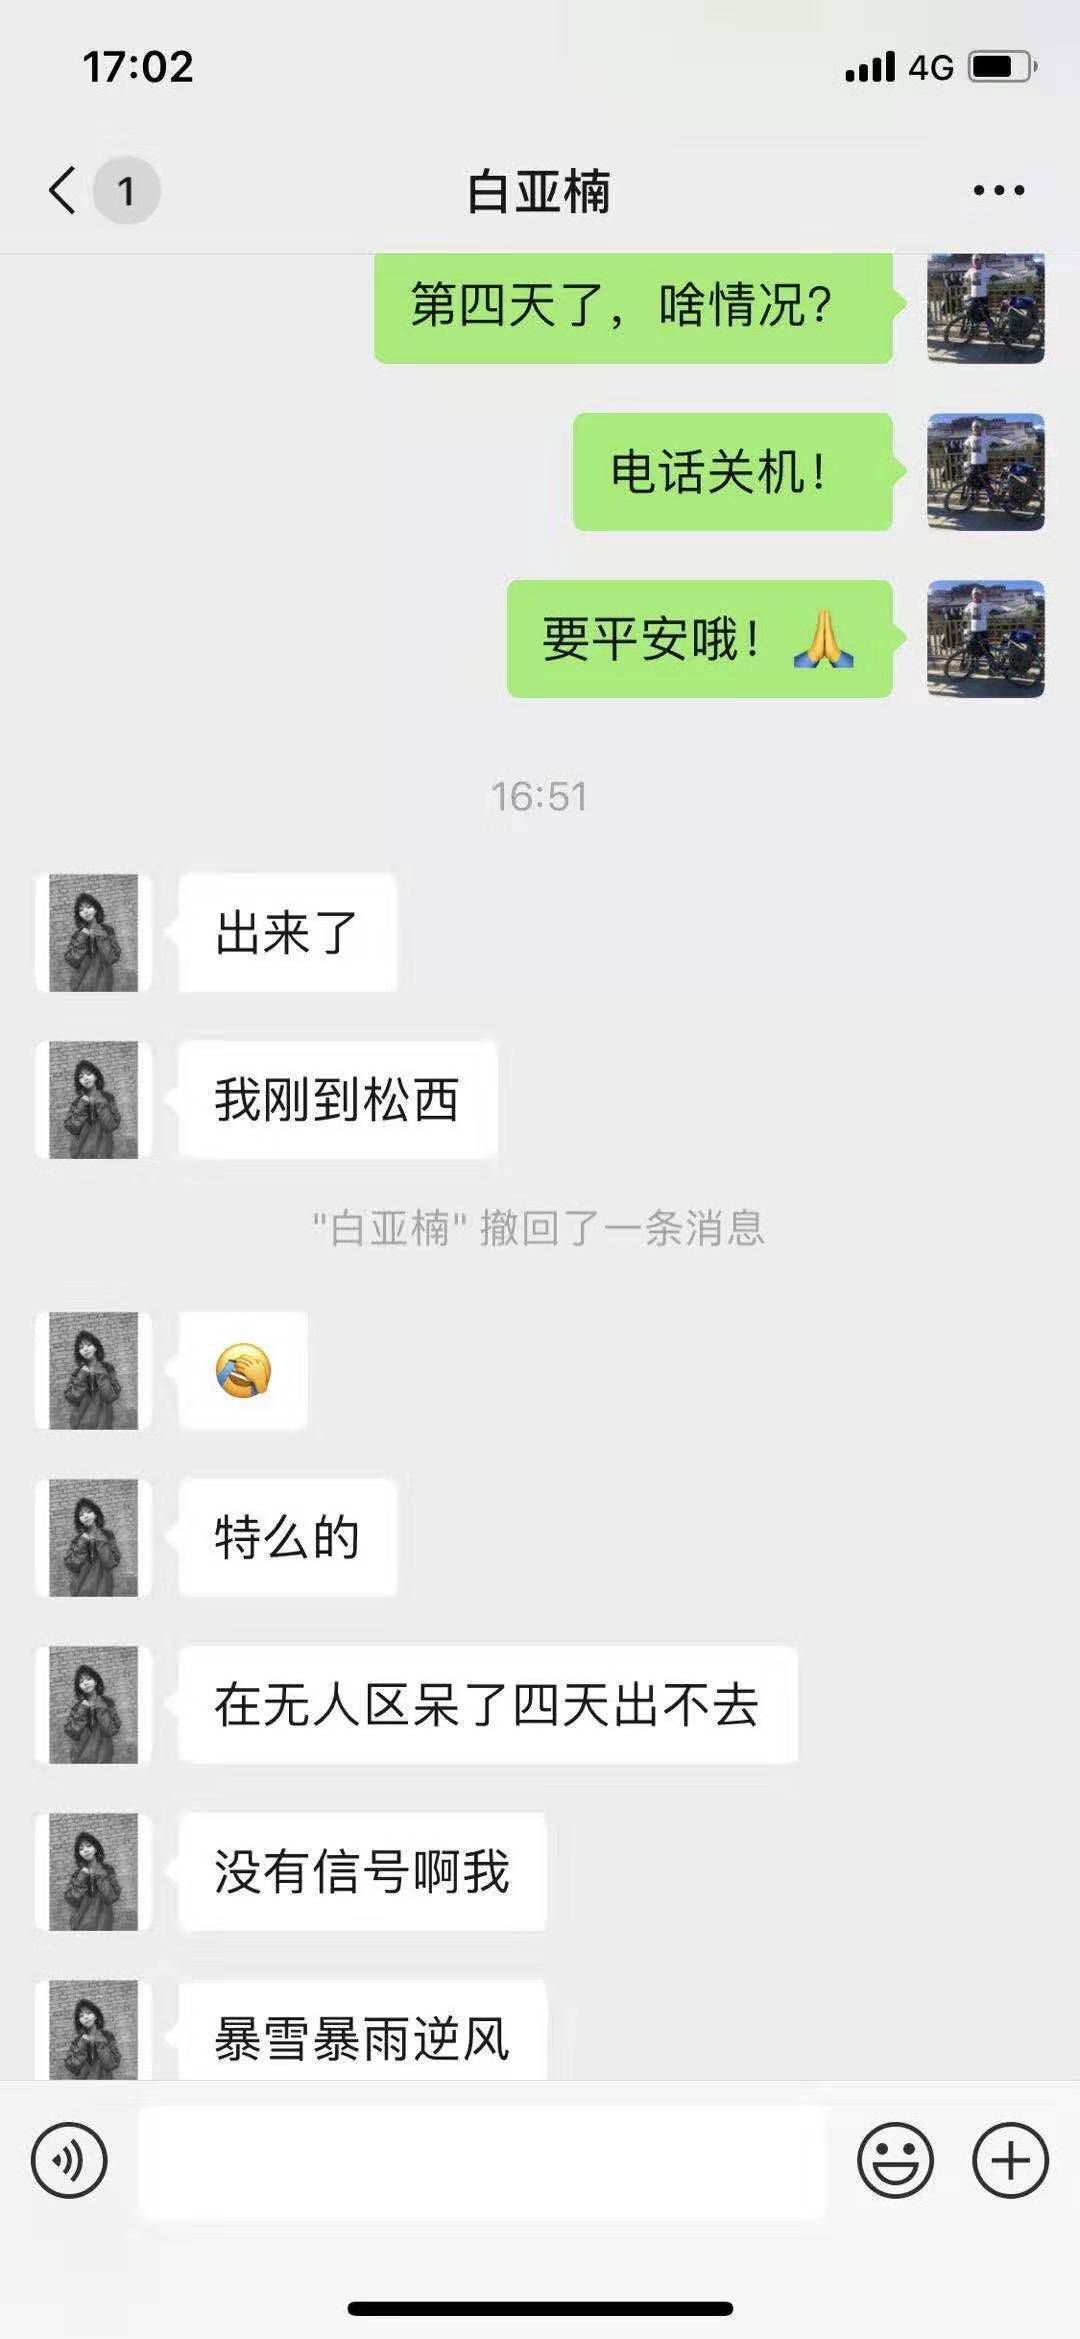 17:02
4G
1
白亚楠
第四天了，啥情况？
电话关机！
要平安哦！🙏
16:51
出来了
我刚到松西
"白亚楠" 撤回了一条消息
特么的
在无人区呆了四天出不去
没有信号啊我
暴雪暴雨逆风